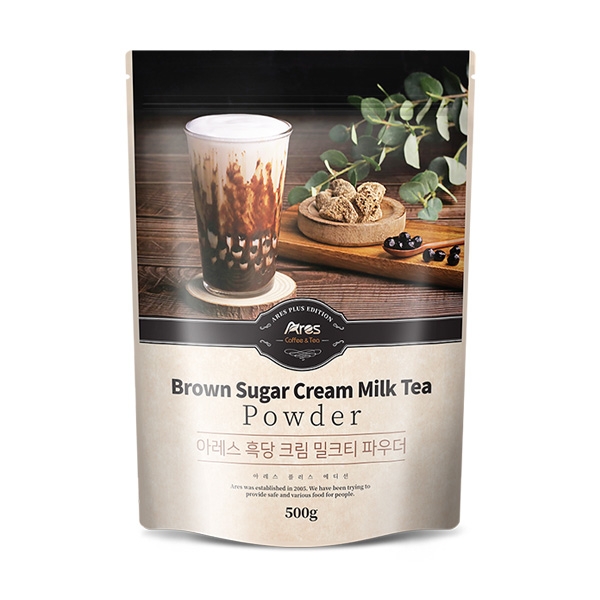 ARES PLUS EDITION
Ares
Coffee & Tea
Brown Sugar Cream Milk Tea
Powder
아레스 흑당 크림 밀크티 파우더
아레스 플러스 에디션
Ares was established in 2005. We have been trying to
provide safe and various food for people.
500g